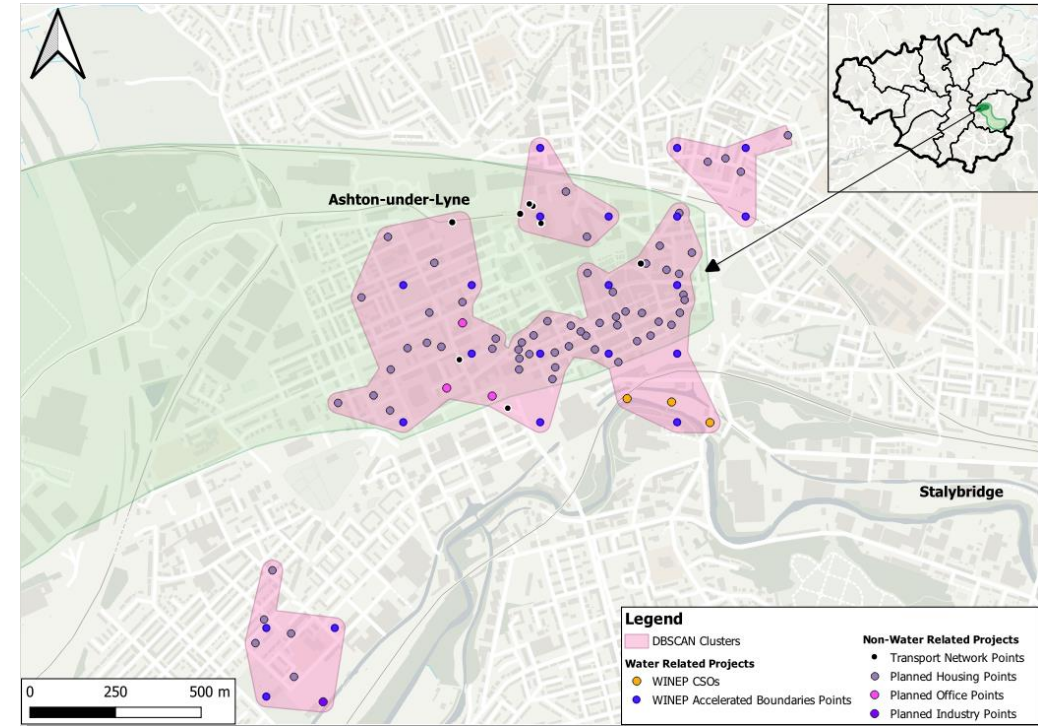 Ashton-under-Lyne
Stalybridge
0 250 500 m
Legend
DBSCAN Clusters
Water Related Projects
WINEP CSOs
WINEP Accelerated Boundaries Points
Non-Water Related Projects
Transport Network Points
Planned Housing Points
Planned Office Points
Planned Industry Points